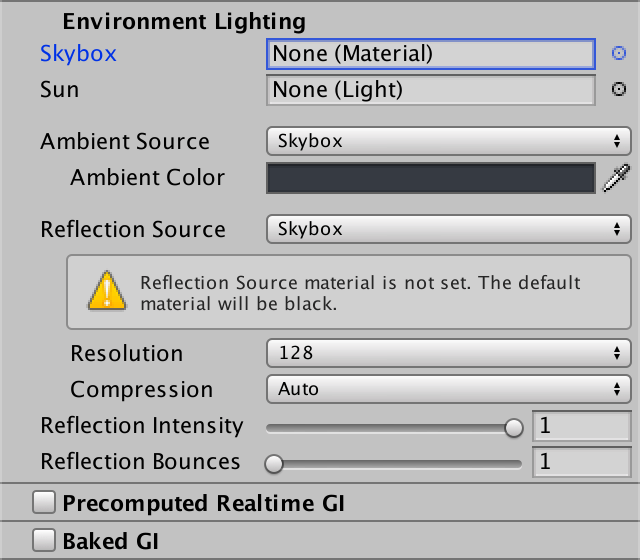 Environment Lighting
Skybox None (Material)
Sun None (Light)
Ambient Source Skybox
Ambient Color
Reflection Source Skybox
Reflection Source material is not set. The default
material will be black.
Resolution 128
Compression Auto
Reflection Intensity 1
Reflection Bounces 1
Precomputed Realtime GI
Baked GI